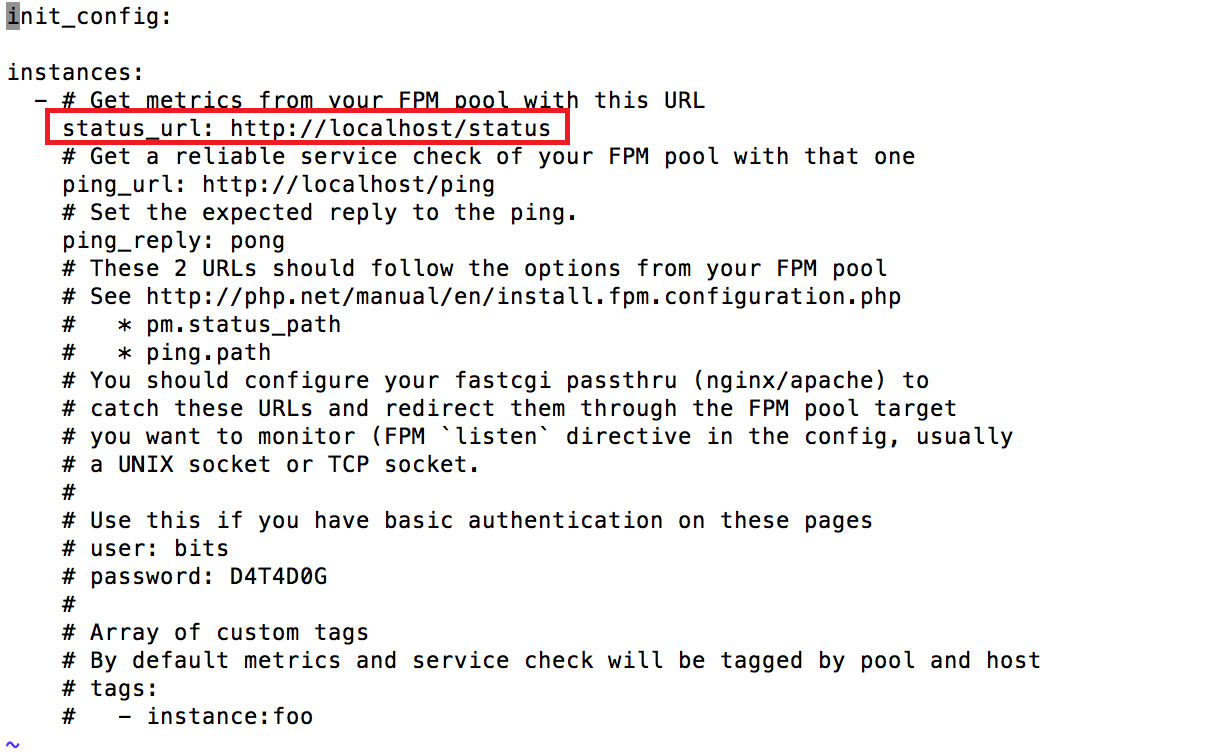 init_config:
instances:
  - # Get metrics from your FPM pool with this URL
    status_url: http://localhost/status
    # Get a reliable service check of your FPM pool with that one
    ping_url: http://localhost/ping
    # Set the expected reply to the ping.
    ping_reply: pong
    # These 2 URLs should follow the options from your FPM pool
    # See http://php.net/manual/en/install.fpm.configuration.php
    #   * pm.status_path
    #   * ping.path
    # You should configure your fastcgi passthru (nginx/apache) to
    # catch these URLs and redirect them through the FPM pool target
    # you want to monitor (FPM `listen` directive in the config, usually
    # a UNIX socket or TCP socket.
    #
    # Use this if you have basic authentication on these pages
    # user: bits
    # password: D4T4D0G
    #
    # Array of custom tags
    # By default metrics and service check will be tagged by pool and host
    # tags:
    #   - instance:foo
~